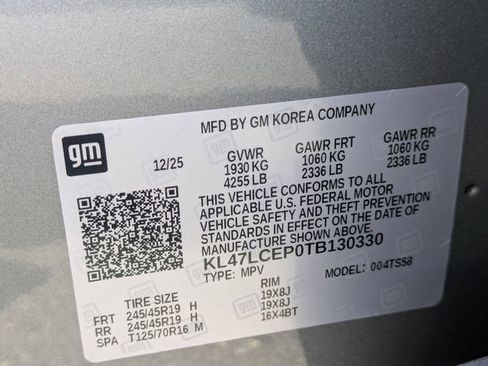 MFD BY GM KOREA COMPANY
gm
12/25 GVWR GAWR FRT GAWR RR
1930 KG 1060 KG 1060 KG
4255 LB 2336 LB 2336 LB
THIS VEHICLE CONFORMS TO ALL
APPLICABLE U.S. FEDERAL MOTOR
VEHICLE SAFETY AND THEFT PREVENTION
STANDARDS IN EFFECT ON THE DATE OF
MANUFACTURE SHOWN ABOVE.
KL47LCEP0TB130330
TYPE: MPV MODEL: 004TS58
TIRE SIZE RIM
FRT 245/45R19 H 19X8J
RR 245/45R19 H 19X8J
SPA T125/70R16 M 16X4BT